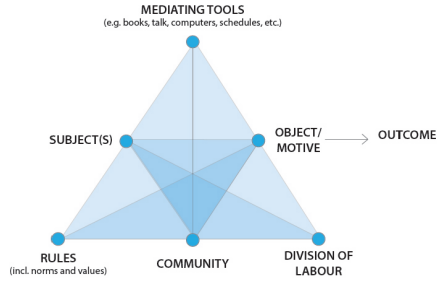 MEDIATING TOOLS
(e.g. books, talk, computers, schedules, etc.)
SUBJECT(S)
OBJECT/
MOTIVE
OUTCOME
RULES
(incl. norms and values)
COMMUNITY
DIVISION OF
LABOUR